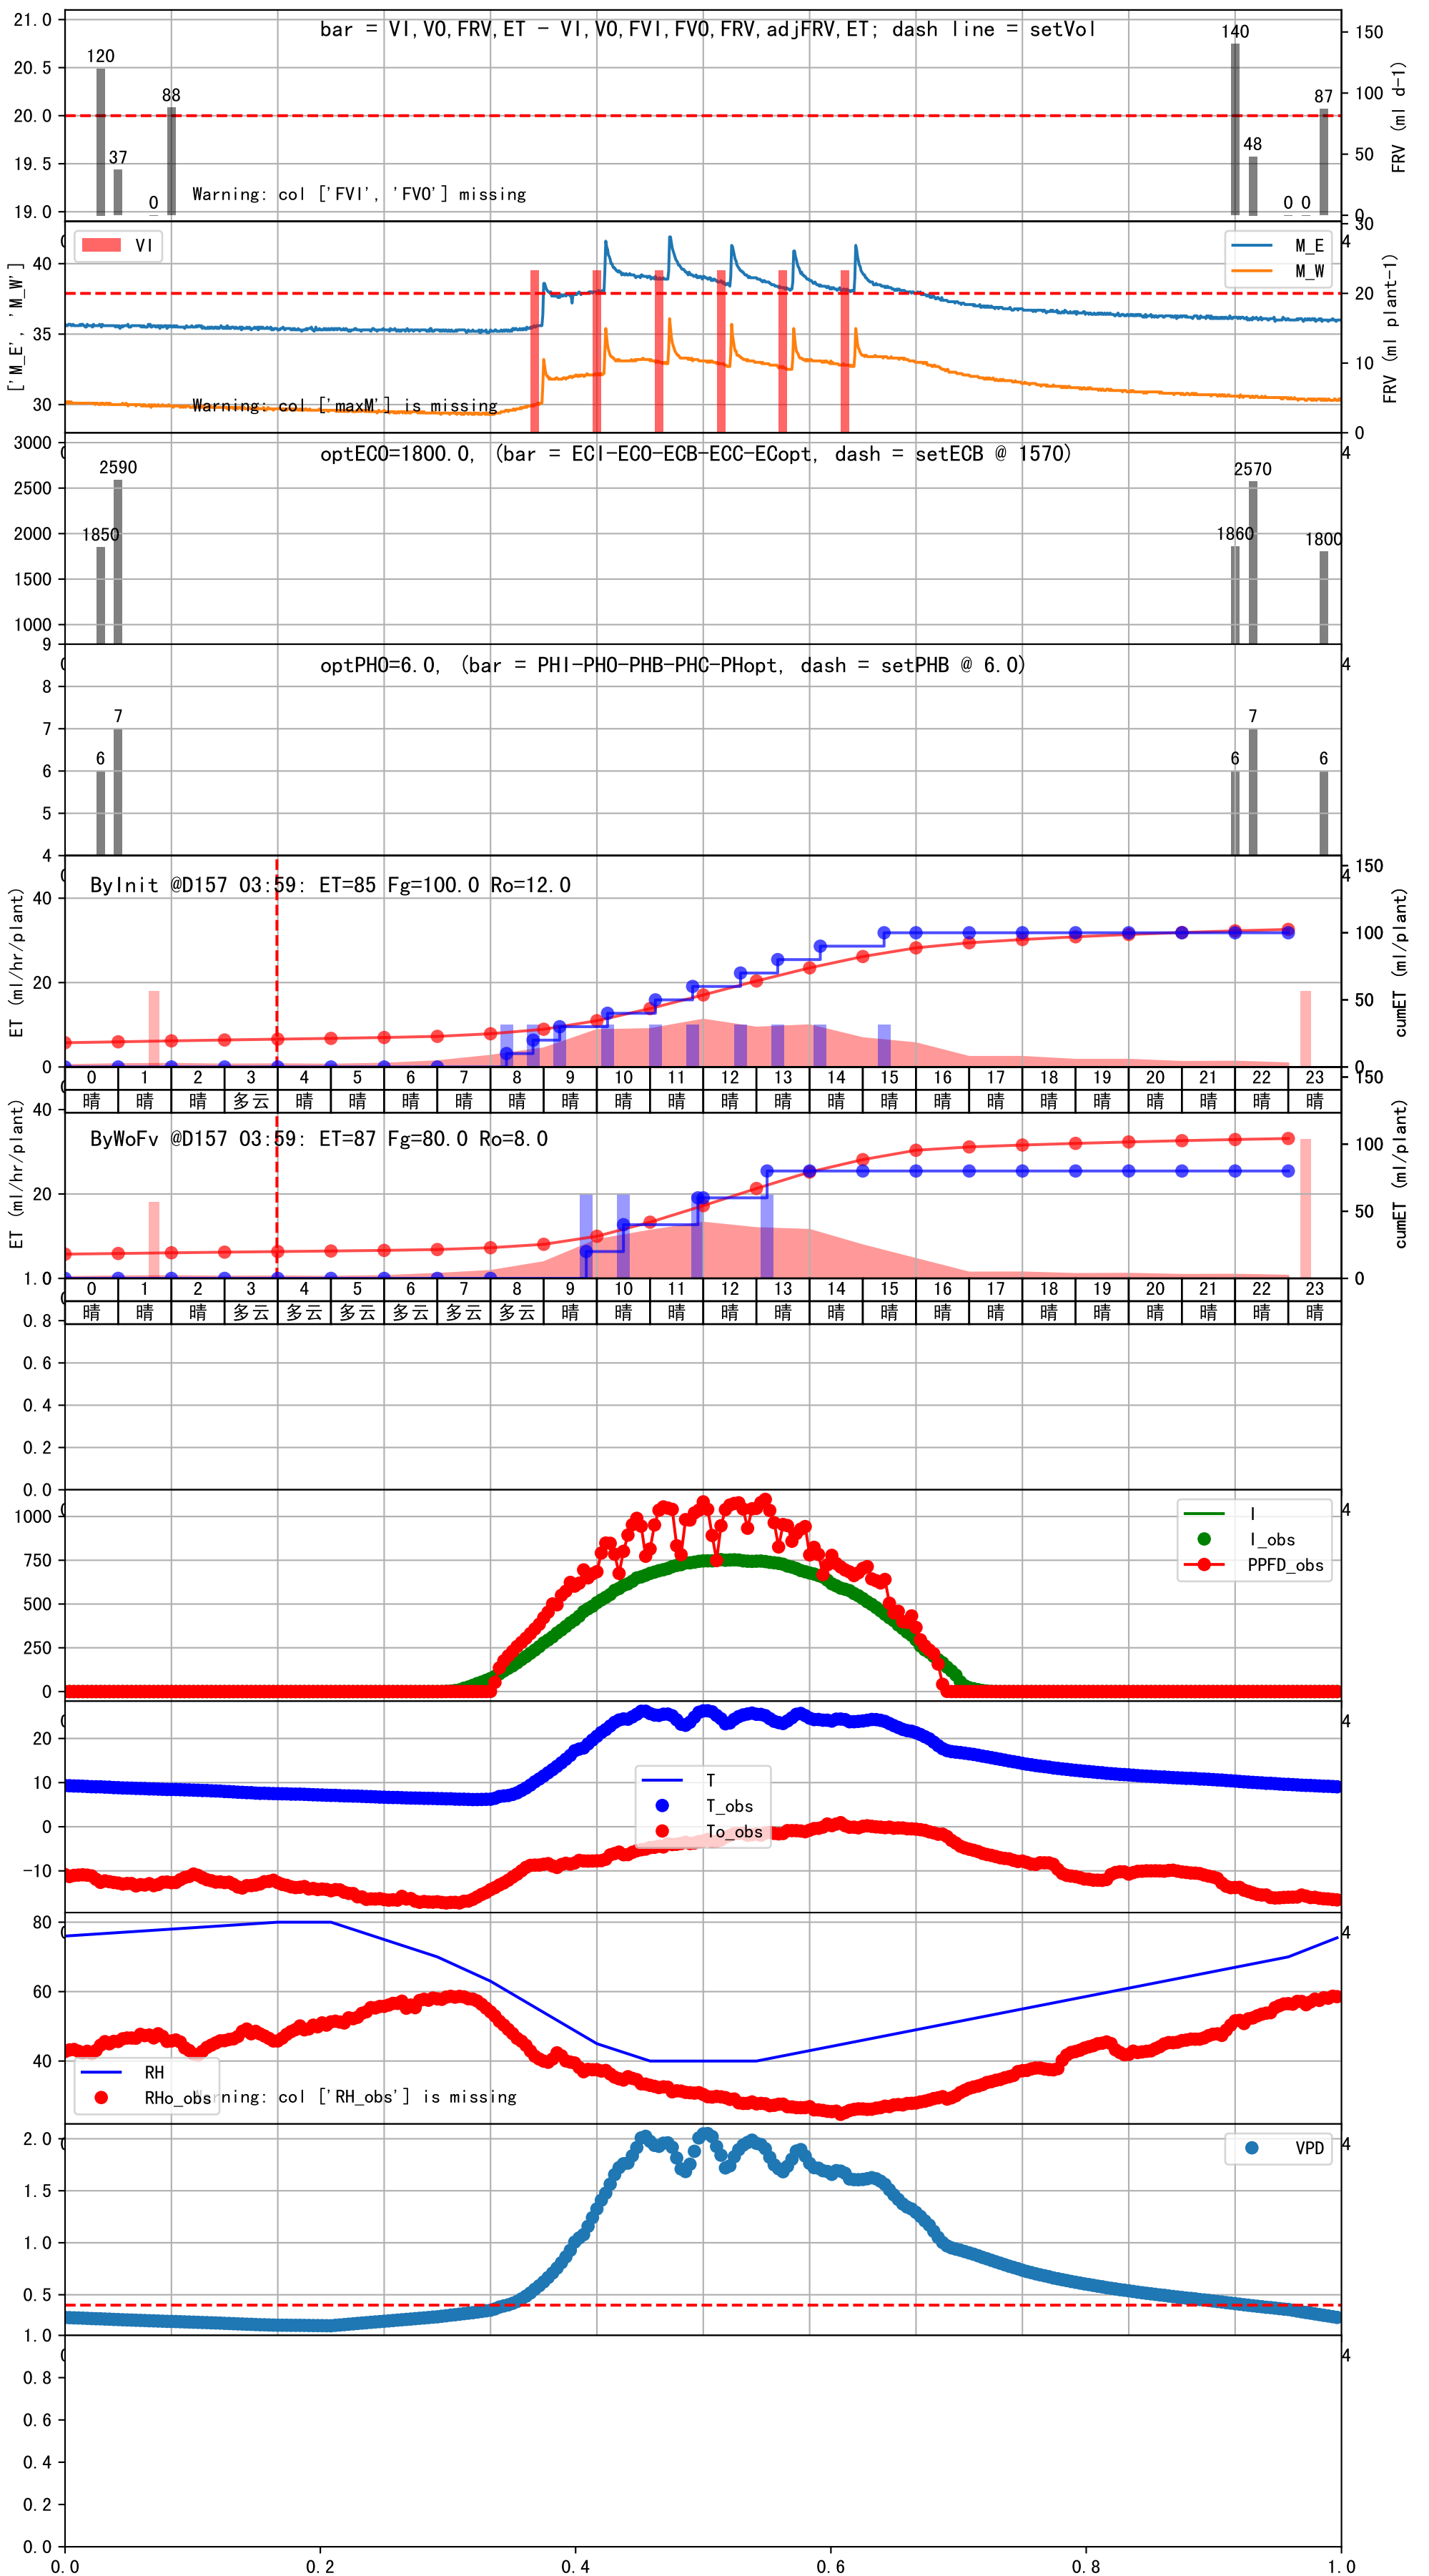 bar = VI,VO,FRV,ET - VI,VO,FVI,FVO,FRV,adjFRV,ET; dash line = setVol
21.0
20.5
20.0
19.5
19.0
120
37
0
88
140
48
0 0
87
150
100
50
0
FRV (ml d-1)
Warning: col ['FVI', 'FVO'] missing
VI
M_E
M_W
['M_E', 'M_W']
40
35
30
30
20
10
0
4
FRV (ml plant-1)
Warning: col ['maxM'] is missing
optECO=1800.0, (bar = ECI-ECO-ECB-ECC-ECopt, dash = setECB @ 1570)
3000
2500
2000
1500
1000
1850
2590
1860
2570
1800
4
optPHO=6.0, (bar = PHI-PHO-PHB-PHC-PHopt, dash = setPHB @ 6.0)
9
8
7
6
5
4
6
7
6
7
6
4
ByInit @D157 03:59: ET=85 Fg=100.0 Ro=12.0
ET (ml/hr/plant)
40
20
0
150
100
50
0
4
cumET (ml/plant)
0 1 2 3 4 5 6 7 8 9 10 11 12 13 14 15 16 17 18 19 20 21 22 23
晴 晴 晴 多云 晴 晴 晴 晴 晴 晴 晴 晴 晴 晴 晴 晴 晴 晴 晴 晴 晴 晴 晴 晴
ByWoFv @D157 03:59: ET=87 Fg=80.0 Ro=8.0
ET (ml/hr/plant)
40
20
150
100
50
0
cumET (ml/plant)
0 1 2 3 4 5 6 7 8 9 10 11 12 13 14 15 16 17 18 19 20 21 22 23
晴 晴 晴 多云 多云 多云 多云 多云 多云 晴 晴 晴 晴 晴 晴 晴 晴 晴 晴 晴 晴 晴 晴 晴
1.0
0.8
0.6
0.4
0.2
0.0
1000
750
500
250
0
4
I
I_obs
PPFD_obs
20
10
0
-10
4
T
T_obs
To_obs
80
60
40
4
RH
RHo_obs
Warning: col ['RH_obs'] is missing
2.0
1.5
1.0
0.5
4
VPD
1.0
0.8
0.6
0.4
0.2
0.0
4
0.0 0.2 0.4 0.6 0.8 1.0